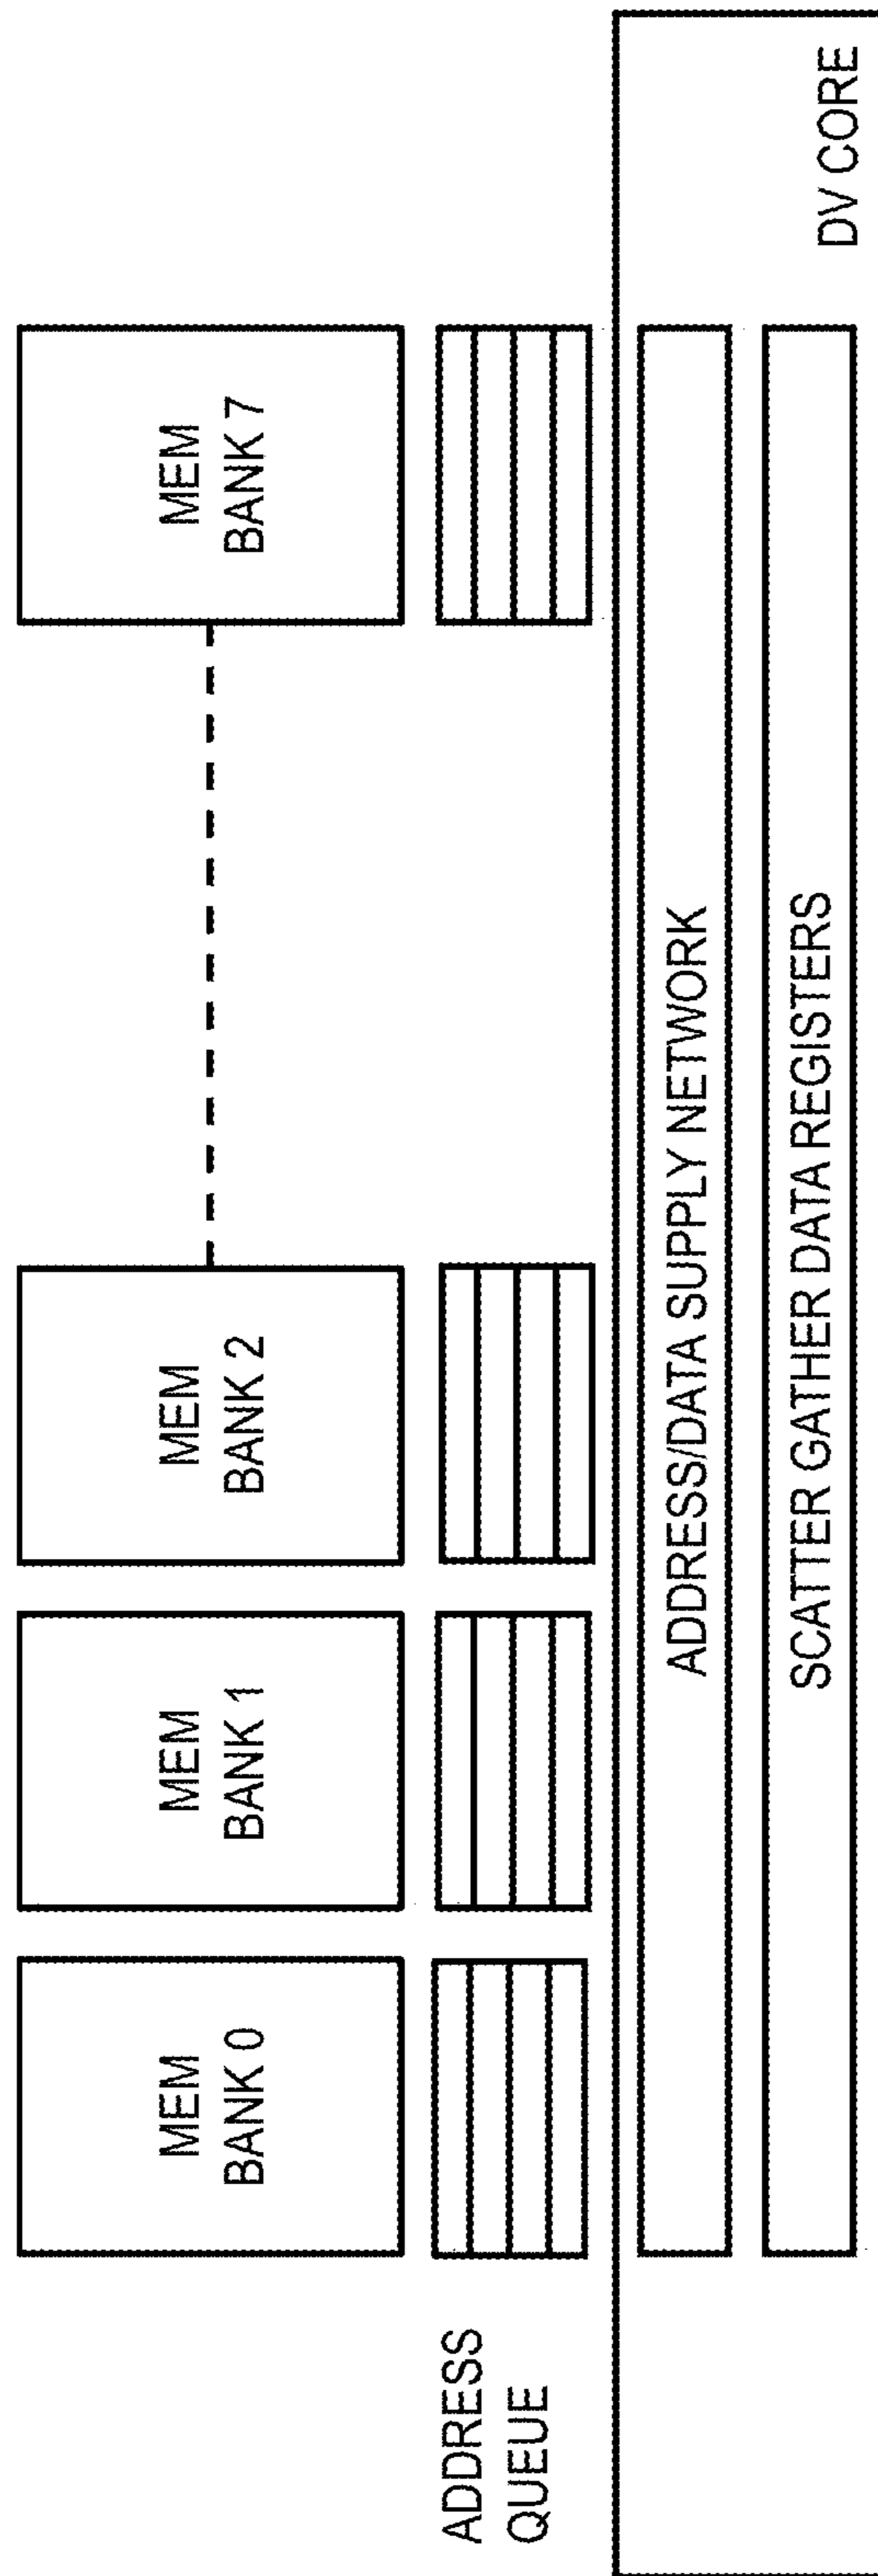 MEM
BANK 0
MEM
BANK 1
MEM
BANK 2
MEM
BANK 7
ADDRESS
QUEUE
ADDRESS/DATA SUPPLY NETWORK
SCATTER GATHER DATA REGISTERS
DV CORE